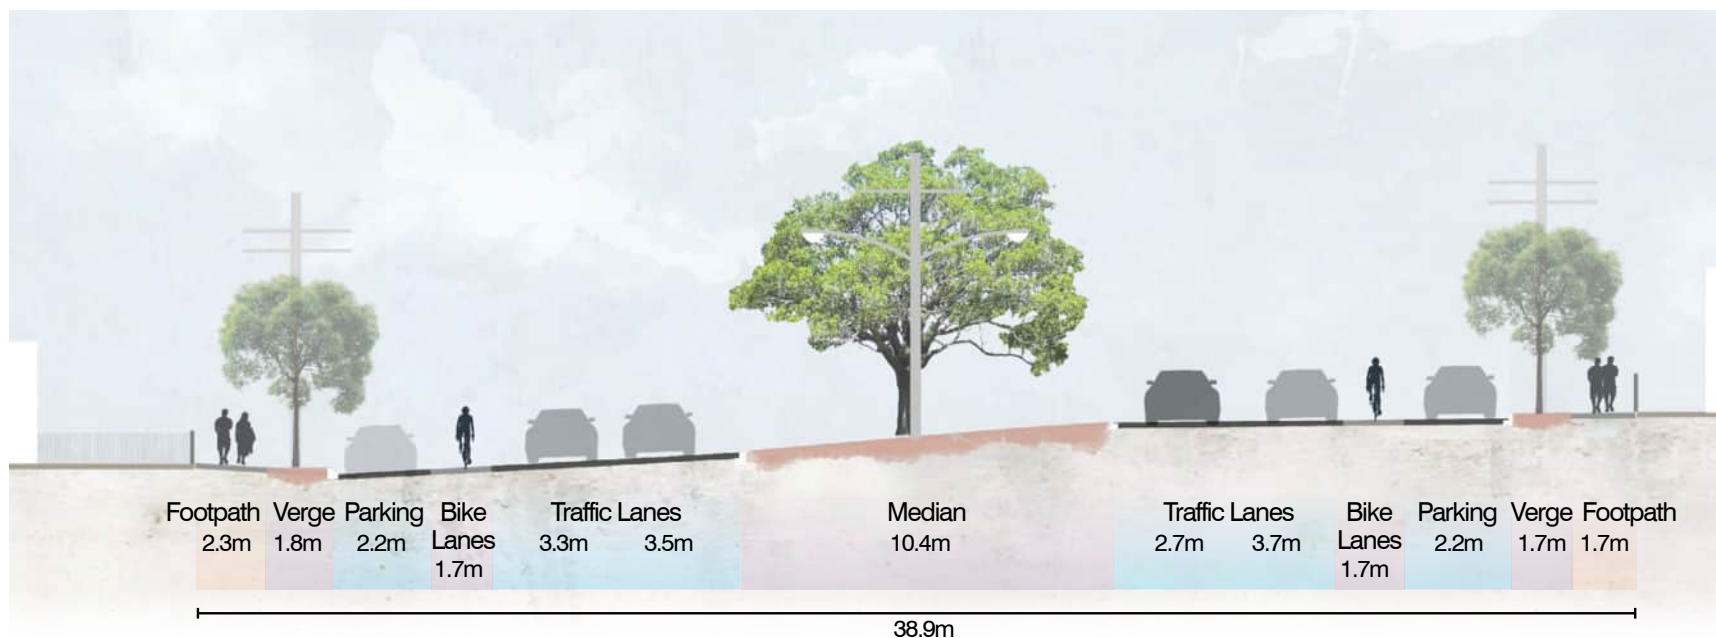 Footpath Verge Parking Bike Traffic Lanes Median Traffic Lanes Bike Parking Verge Footpath
2.3m 1.8m 2.2m Lanes 3.3m 3.5m 10.4m 2.7m 3.7m Lanes 2.2m 1.7m 1.7m
1.7m 1.7m
38.9m